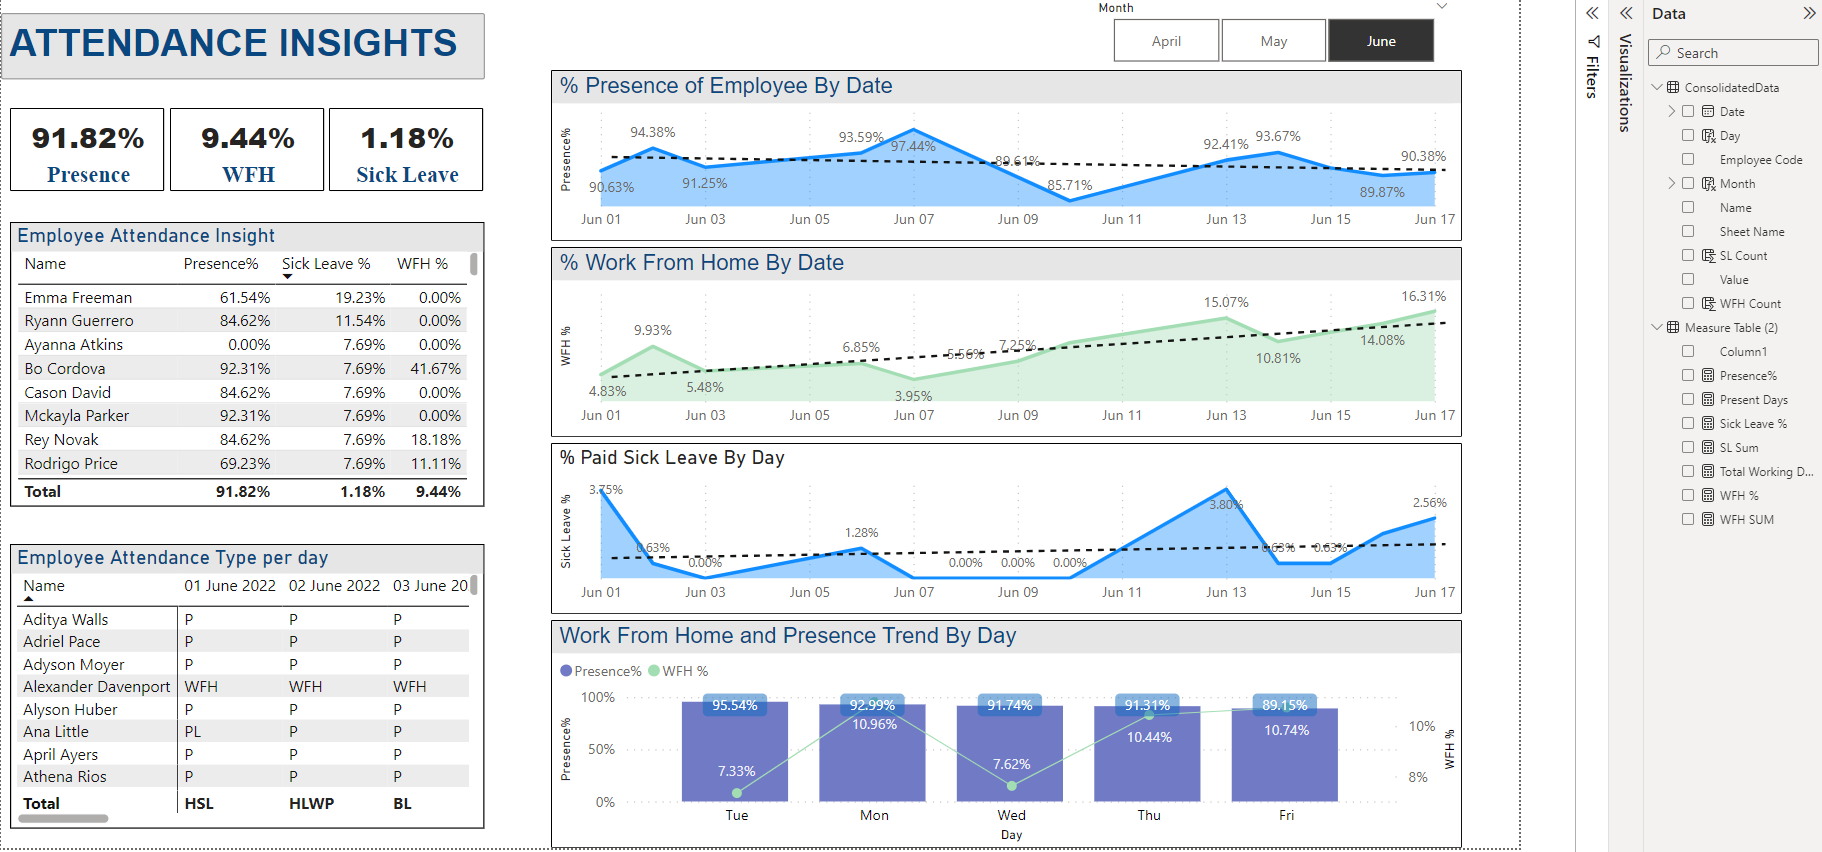 ATTENDANCE INSIGHTS
91.82%
Presence
9.44%
WFH
1.18%
Sick Leave
Employee Attendance Insight
Name Presence% Sick Leave % WFH %
Emma Freeman 61.54% 19.23% 0.00%
Ryann Guerrero 84.62% 11.54% 0.00%
Ayanna Atkins 0.00% 7.69% 0.00%
Bo Cordova 92.31% 7.69% 41.67%
Cason David 84.62% 7.69% 0.00%
Mckayla Parker 92.31% 7.69% 0.00%
Rey Novak 84.62% 7.69% 18.18%
Rodrigo Price 69.23% 7.69% 11.11%
Total 91.82% 1.18% 9.44%
Employee Attendance Type per day
Name 01 June 2022 02 June 2022 03 June 20
Aditya Walls P P P
Adriel Pace P P P
Adyson Moyer P P P
Alexander Davenport WFH WFH WFH
Alyson Huber P P P
Ana Little PL P P
April Ayers P P P
Athena Rios P P P
Total HSL HLWP BL
Month
April May June
% Presence of Employee By Date
Presence%
90.63% 94.38% 91.25% 93.59% 97.44% 89.61% 85.71% 92.41% 93.67% 89.87% 90.38%
Jun 01 Jun 03 Jun 05 Jun 07 Jun 09 Jun 11 Jun 13 Jun 15 Jun 17
% Work From Home By Date
WFH %
4.83% 9.93% 5.48% 6.85% 3.95% 5.56% 7.25% 15.07% 10.81% 14.08% 16.31%
Jun 01 Jun 03 Jun 05 Jun 07 Jun 09 Jun 11 Jun 13 Jun 15 Jun 17
% Paid Sick Leave By Day
Sick Leave %
3.75% 0.63% 0.00% 1.28% 0.00% 0.00% 0.00% 3.80% 0.63% 0.63% 2.56%
Jun 01 Jun 03 Jun 05 Jun 07 Jun 09 Jun 11 Jun 13 Jun 15 Jun 17
Work From Home and Presence Trend By Day
Presence% WFH %
Presence%
100%
50%
0%
95.54% 92.99% 91.74% 91.31% 89.15%
7.33% 10.96% 7.62% 10.44% 10.74%
10%
8%
WFH %
Tue Mon Wed Thu Fri
Day
Filters
Visualizations
Data
Search
ConsolidatedData
Date
Day
Employee Code
Month
Name
Sheet Name
SL Count
Value
WFH Count
Measure Table (2)
Column1
Presence%
Present Days
Sick Leave %
SL Sum
Total Working D...
WFH %
WFH SUM